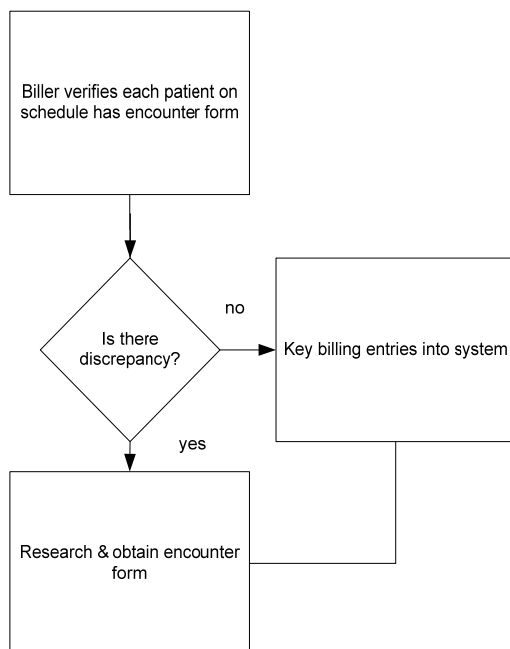 Biller verifies each patient on
schedule has encounter form
no
Is there
discrepancy?
Key billing entries into system
yes
Research & obtain encounter
form